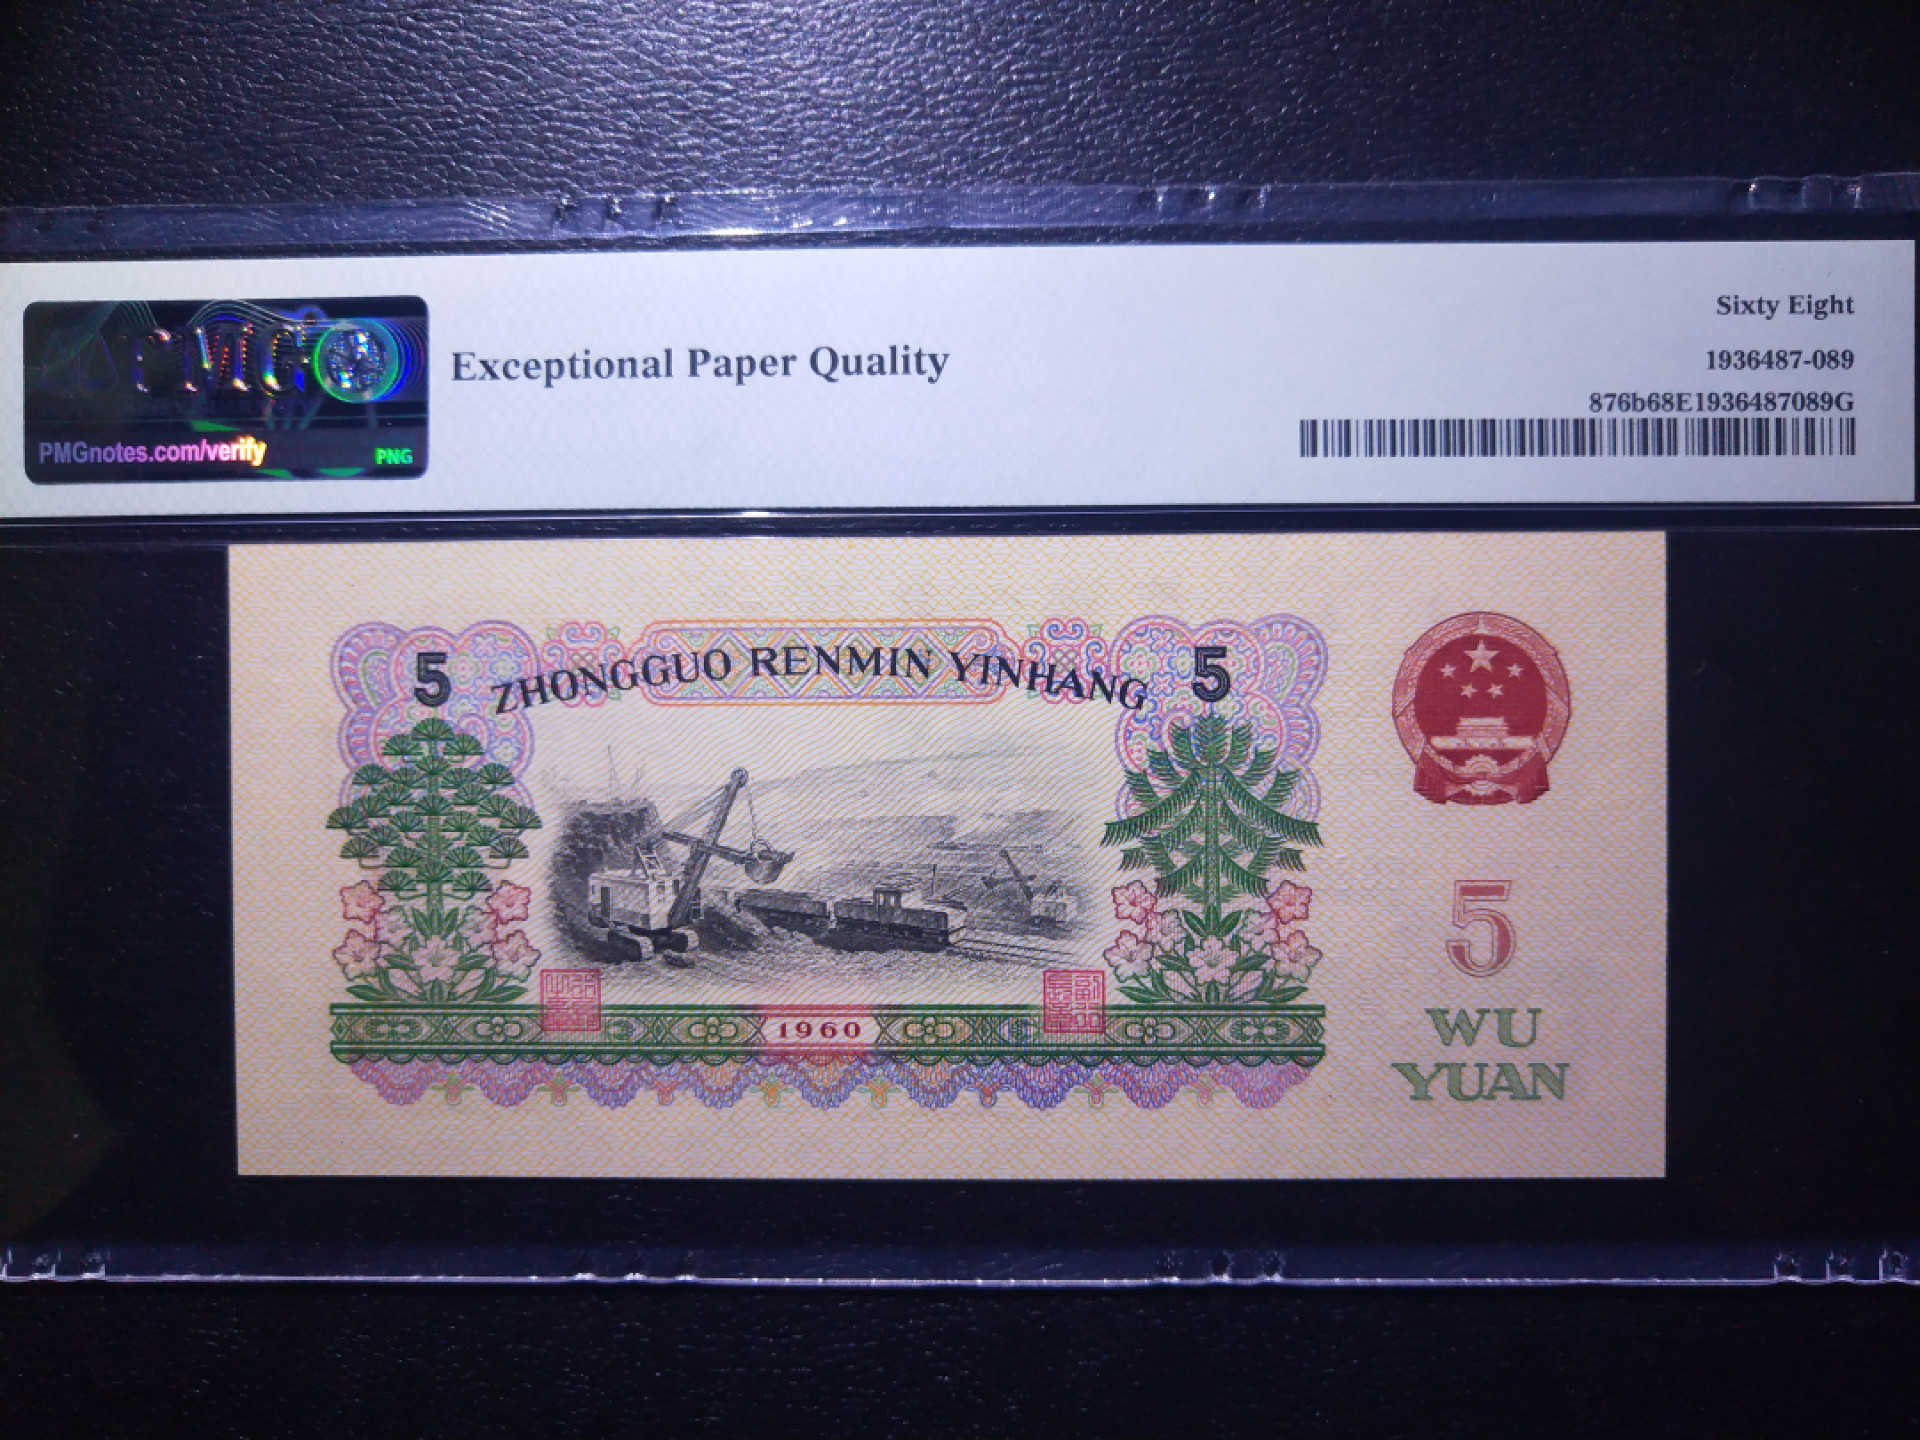 PMG
PMGnotes.com/verify
PNG
Exceptional Paper Quality
Sixty Eight
1936487-089
876b68E1936487089G
5
ZHONGGUO RENMIN YINHANG
5
1960
5
WU
YUAN